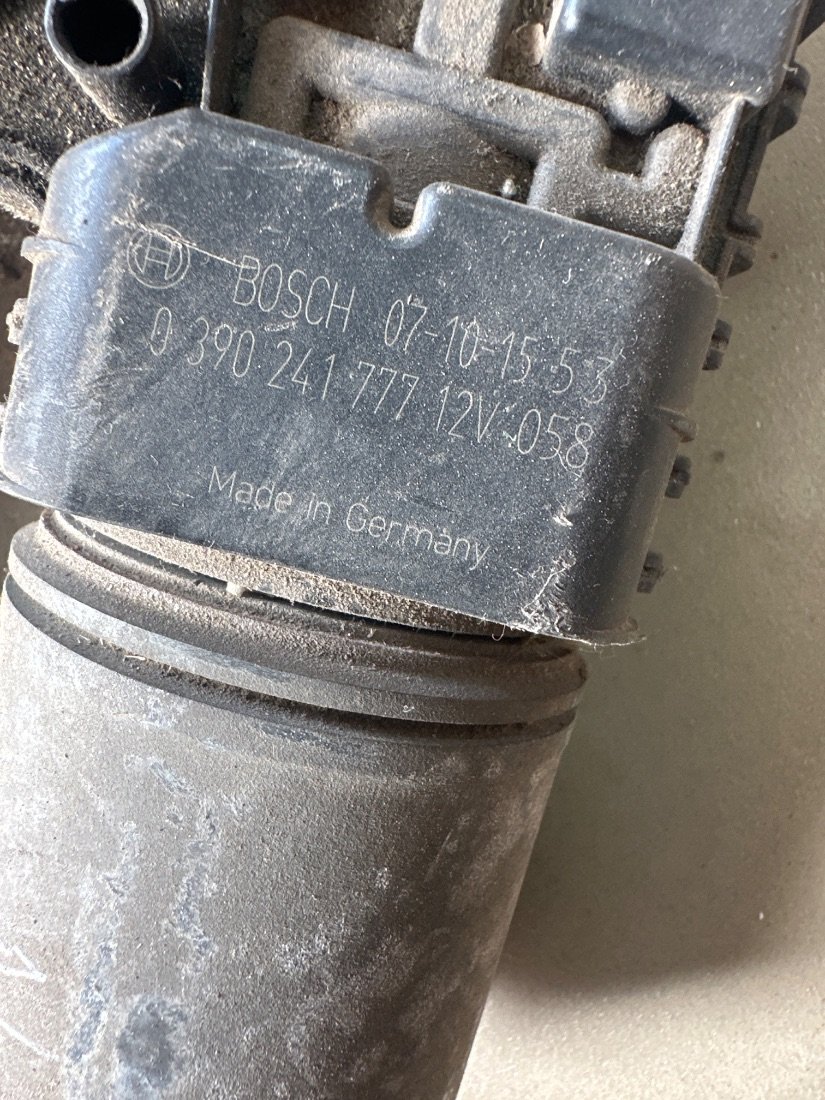 BOSCH 07-10-15 53
0 390 241 777 12V 058
Made in Germany